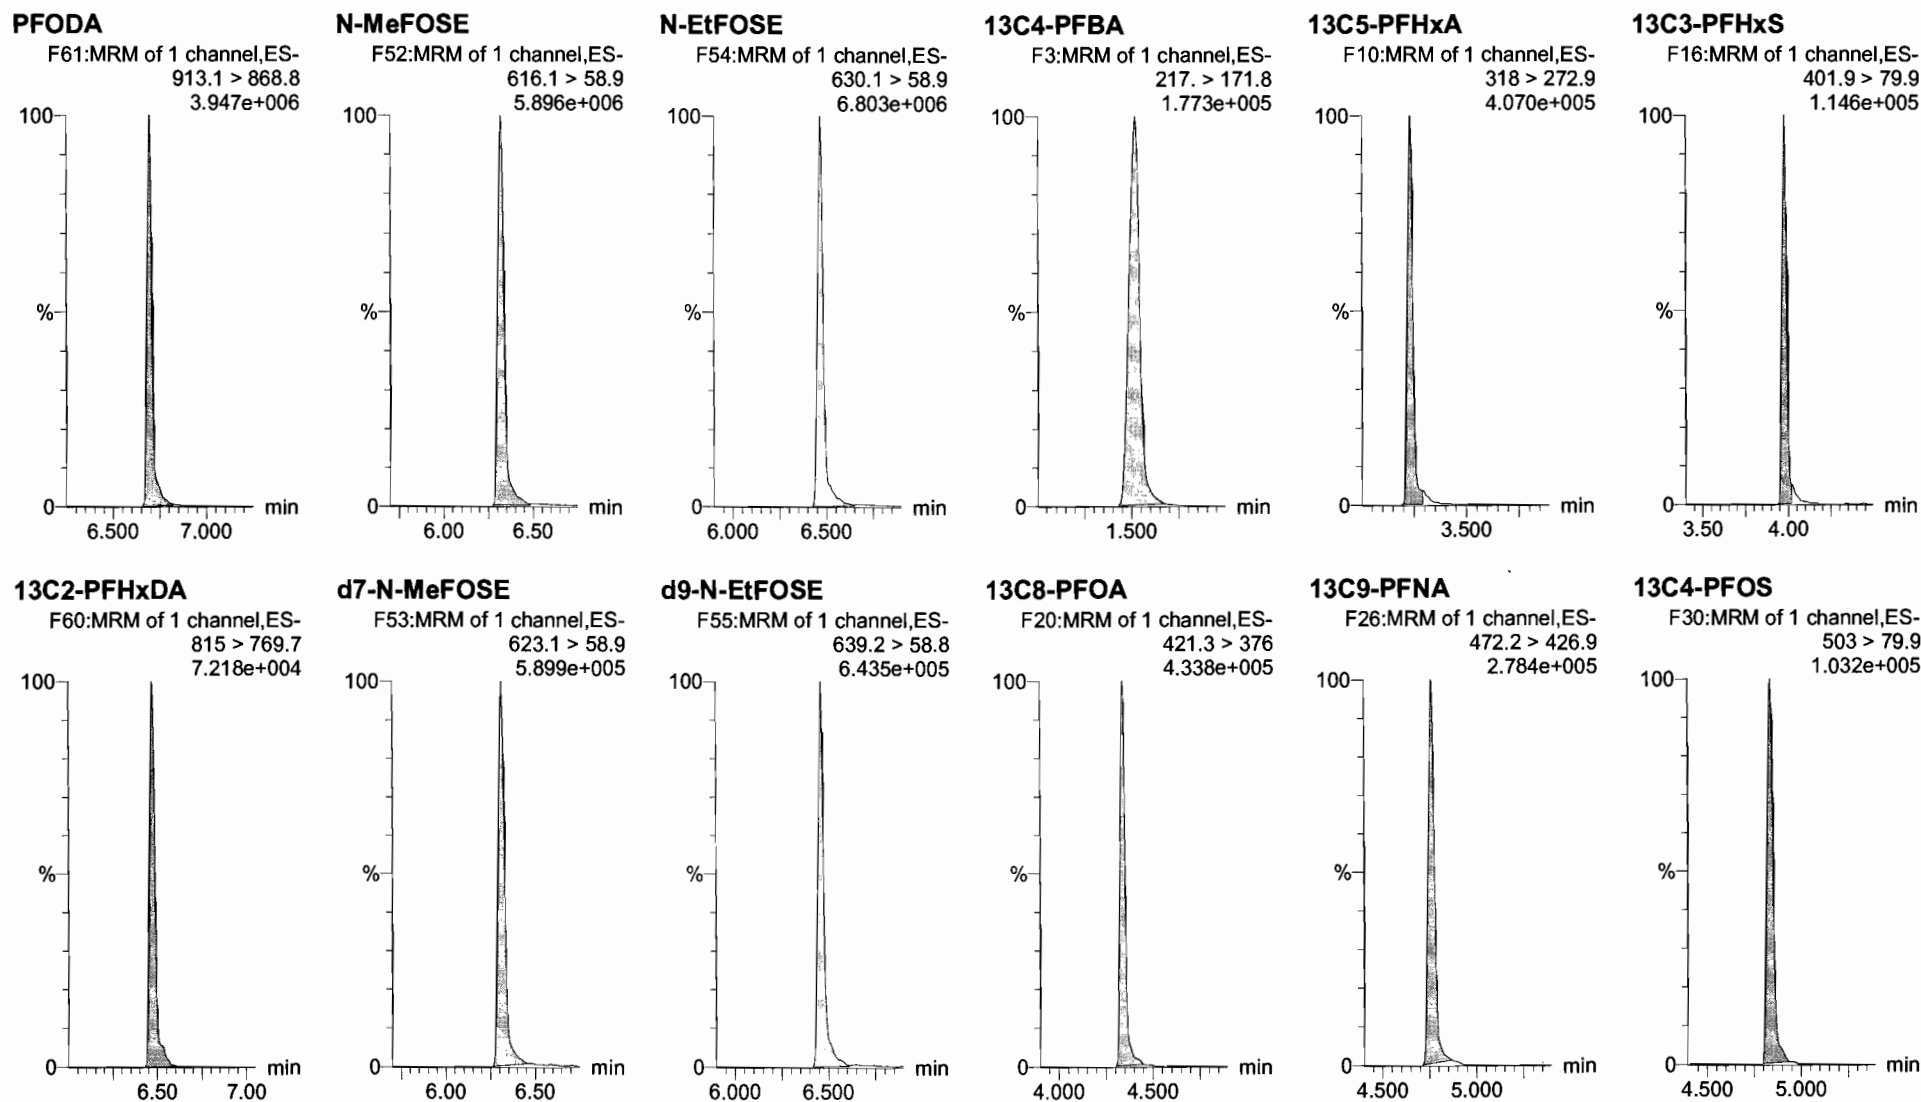 PFODA
F61:MRM of 1 channel,ES-
913.1 > 868.8
3.947e+006
100
%
0
min
6.500 7.000
N-MeFOSE
F52:MRM of 1 channel,ES-
616.1 > 58.9
5.896e+006
100
%
0
min
6.00 6.50
N-EtFOSE
F54:MRM of 1 channel,ES-
630.1 > 58.9
6.803e+006
100
%
0
min
6.000 6.500
13C4-PFBA
F3:MRM of 1 channel,ES-
217. > 171.8
1.773e+005
100
%
0
min
1.500
13C5-PFHxA
F10:MRM of 1 channel,ES-
318 > 272.9
4.070e+005
100
%
0
min
3.500
13C3-PFHxS
F16:MRM of 1 channel,ES-
401.9 > 79.9
1.146e+005
100
%
0
min
3.50 4.00
13C2-PFHxDA
F60:MRM of 1 channel,ES-
815 > 769.7
7.218e+004
100
%
0
min
6.50 7.00
d7-N-MeFOSE
F53:MRM of 1 channel,ES-
623.1 > 58.9
5.899e+005
100
%
0
min
6.00 6.50
d9-N-EtFOSE
F55:MRM of 1 channel,ES-
639.2 > 58.8
6.435e+005
100
%
0
min
6.000 6.500
13C8-PFOA
F20:MRM of 1 channel,ES-
421.3 > 376
4.338e+005
100
%
0
min
4.000 4.500
13C9-PFNA
F26:MRM of 1 channel,ES-
472.2 > 426.9
2.784e+005
100
%
0
min
4.500 5.000
13C4-PFOS
F30:MRM of 1 channel,ES-
503 > 79.9
1.032e+005
100
%
0
min
4.500 5.000